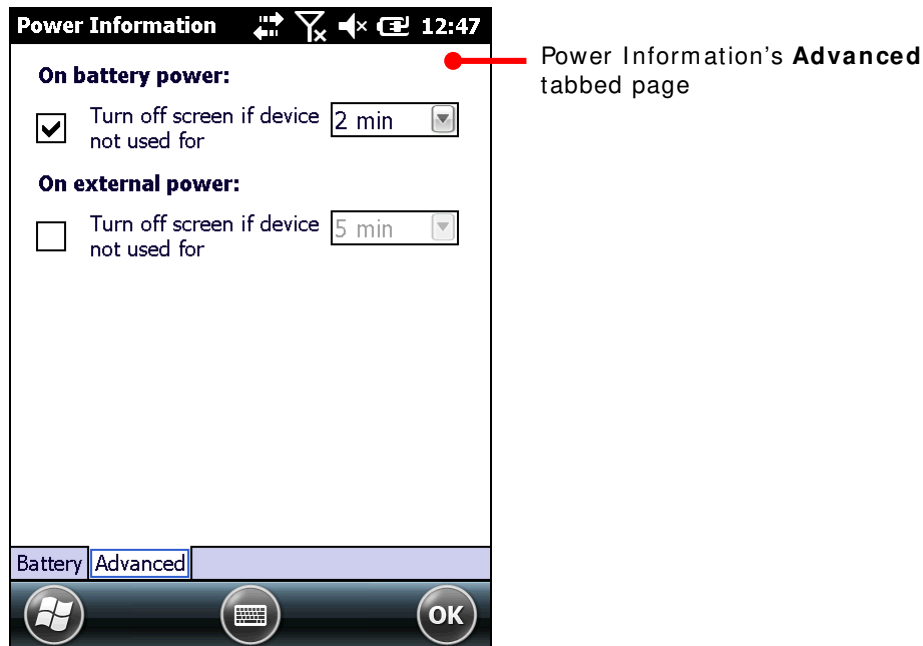 Power Information 12:47
Power Information's Advanced
tabbed page
On battery power:
Turn off screen if device
not used for
2 min
On external power:
Turn off screen if device
not used for
5 min
Battery Advanced
OK